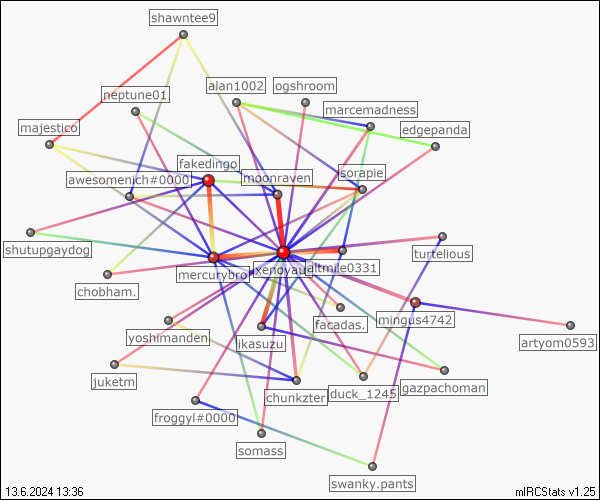 shawntee9
alan1002
ogshroom
neptune01
marcemadness
majestico
edgepanda
fakedingo
moonraven
sorapie
awesomenich#0000
shutupgaydog
mercurybro
xenoyau
altmile0331
turtelious
chobham.
facadas.
mingus4742
yoshimanden
jikasuzu
artyom0593
juketm
chunkzter
duck_1245
gazpachoman
froggyl#0000
somass
swanky.pants
13.6.2024 13:36
mIRCStats v1.25